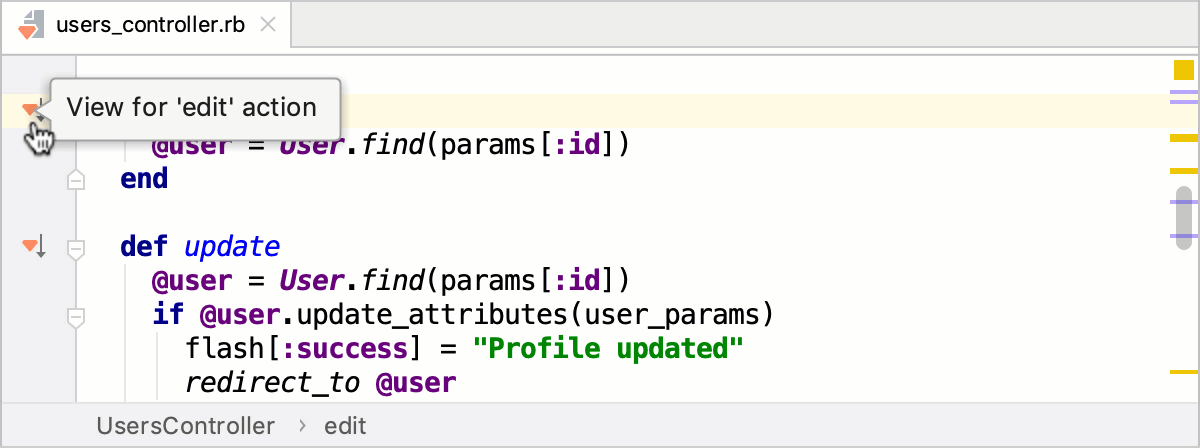 users_controller.rb
View for 'edit' action
@user = User.find(params[:id])
end
def update
@user = User.find(params[:id])
if @user.update_attributes(user_params)
flash[:success] = "Profile updated"
redirect_to @user
UsersController › edit